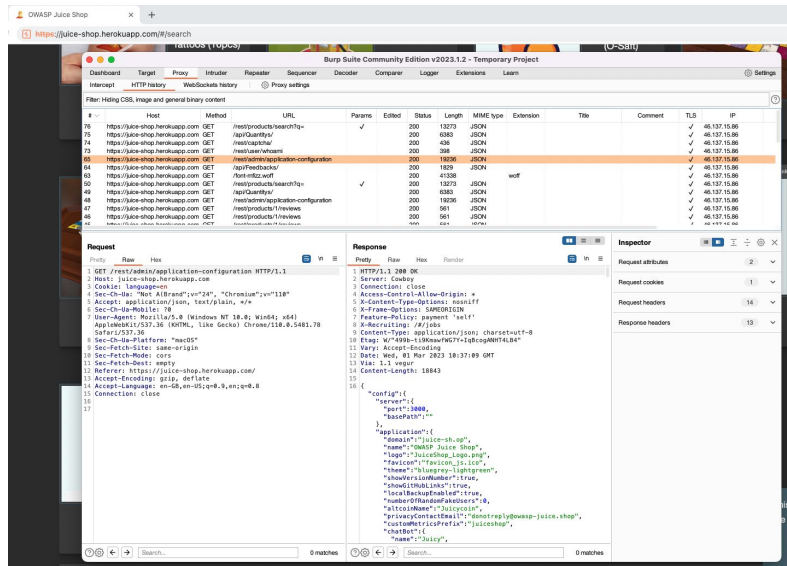 OWASP Juice Shop
https://juice-shop.herokuapp.com/#/search
Tattoos (10pcs)
(O-Saft)
Burp Suite Community Edition v2023.1.2 - Temporary Project
Dashboard Target Proxy Intruder Repeater Sequencer Decoder Comparer Logger Extensions Learn
Settings
Intercept HTTP history WebSockets history Proxy settings
Filter: Hiding CSS, image and general binary content
# Host Method URL Params Edited Status Length MIME type Extension Title Comment TLS IP
76 https://juice-shop.herokuapp.com GET /rest/products/search?q= ✓ 200 13273 JSON ✓ 46.137.15.86
75 https://juice-shop.herokuapp.com GET /api/Quantitys/ 200 6383 JSON ✓ 46.137.15.86
74 https://juice-shop.herokuapp.com GET /rest/captcha/ 200 436 JSON ✓ 46.137.15.86
73 https://juice-shop.herokuapp.com GET /rest/user/whoami 200 398 JSON ✓ 46.137.15.86
65 https://juice-shop.herokuapp.com GET /rest/admin/application-configuration 200 19236 JSON ✓ 46.137.15.86
64 https://juice-shop.herokuapp.com GET /api/Feedbacks/ 200 1829 JSON ✓ 46.137.15.86
63 https://juice-shop.herokuapp.com GET /font-mfizz.woff 200 41338 woff ✓ 46.137.15.86
50 https://juice-shop.herokuapp.com GET /rest/products/search?q= ✓ 200 13273 JSON ✓ 46.137.15.86
49 https://juice-shop.herokuapp.com GET /api/Quantitys/ 200 6383 JSON ✓ 46.137.15.86
48 https://juice-shop.herokuapp.com GET /rest/admin/application-configuration 200 19236 JSON ✓ 46.137.15.86
47 https://juice-shop.herokuapp.com GET /rest/products/1/reviews 200 561 JSON ✓ 46.137.15.86
46 https://juice-shop.herokuapp.com GET /rest/products/1/reviews 200 561 JSON ✓ 46.137.15.86
45 https://juice-shop.herokuapp.com GET /rest/products/1/reviews 200 561 JSON ✓ 46.137.15.86
Request
Pretty Raw Hex
\n
1 GET /rest/admin/application-configuration HTTP/1.1
2 Host: juice-shop.herokuapp.com
3 Cookie: language=en
4 Sec-Ch-Ua: "Not A(Brand";v="24", "Chromium";v="110"
5 Accept: application/json, text/plain, */*
6 Sec-Ch-Ua-Mobile: ?0
7 User-Agent: Mozilla/5.0 (Windows NT 10.0; Win64; x64)
AppleWebKit/537.36 (KHTML, like Gecko) Chrome/110.0.5481.78
Safari/537.36
8 Sec-Ch-Ua-Platform: "macOS"
9 Sec-Fetch-Site: same-origin
10 Sec-Fetch-Mode: cors
11 Sec-Fetch-Dest: empty
12 Referer: https://juice-shop.herokuapp.com/
13 Accept-Encoding: gzip, deflate
14 Accept-Language: en-GB,en-US;q=0.9,en;q=0.8
15 Connection: close
16
17
Search...
0 matches
Response
Pretty Raw Hex Render
\n
1 HTTP/1.1 200 OK
2 Server: Cowboy
3 Connection: close
4 Access-Control-Allow-Origin: *
5 X-Content-Type-Options: nosniff
6 X-Frame-Options: SAMEORIGIN
7 Feature-Policy: payment 'self'
8 X-Recruiting: /#/jobs
9 Content-Type: application/json; charset=utf-8
10 Etag: W/"499b-ti9KmawfWG7Y+IqBcogANHT4LB4"
11 Vary: Accept-Encoding
12 Date: Wed, 01 Mar 2023 10:37:09 GMT
13 Via: 1.1 vegur
14 Content-Length: 18843
15
16 {
"config":{
"server":{
"port":3000,
"basePath":""
},
"application":{
"domain":"juice-sh.op",
"name":"OWASP Juice Shop",
"logo":"JuiceShop_Logo.png",
"favicon":"favicon_js.ico",
"theme":"bluegrey-lightgreen",
"showVersionNumber":true,
"showGitHubLinks":true,
"localBackupEnabled":true,
"numberOfRandomFakeUsers":0,
"altcoinName":"Juicycoin",
"privacyContactEmail":"donotreply@owasp-juice.shop",
"customMetricsPrefix":"juiceshop",
"chatBot":{
"name":"Juicy",
Search...
0 matches
Inspector
Request attributes 2
Request cookies 1
Request headers 14
Response headers 13